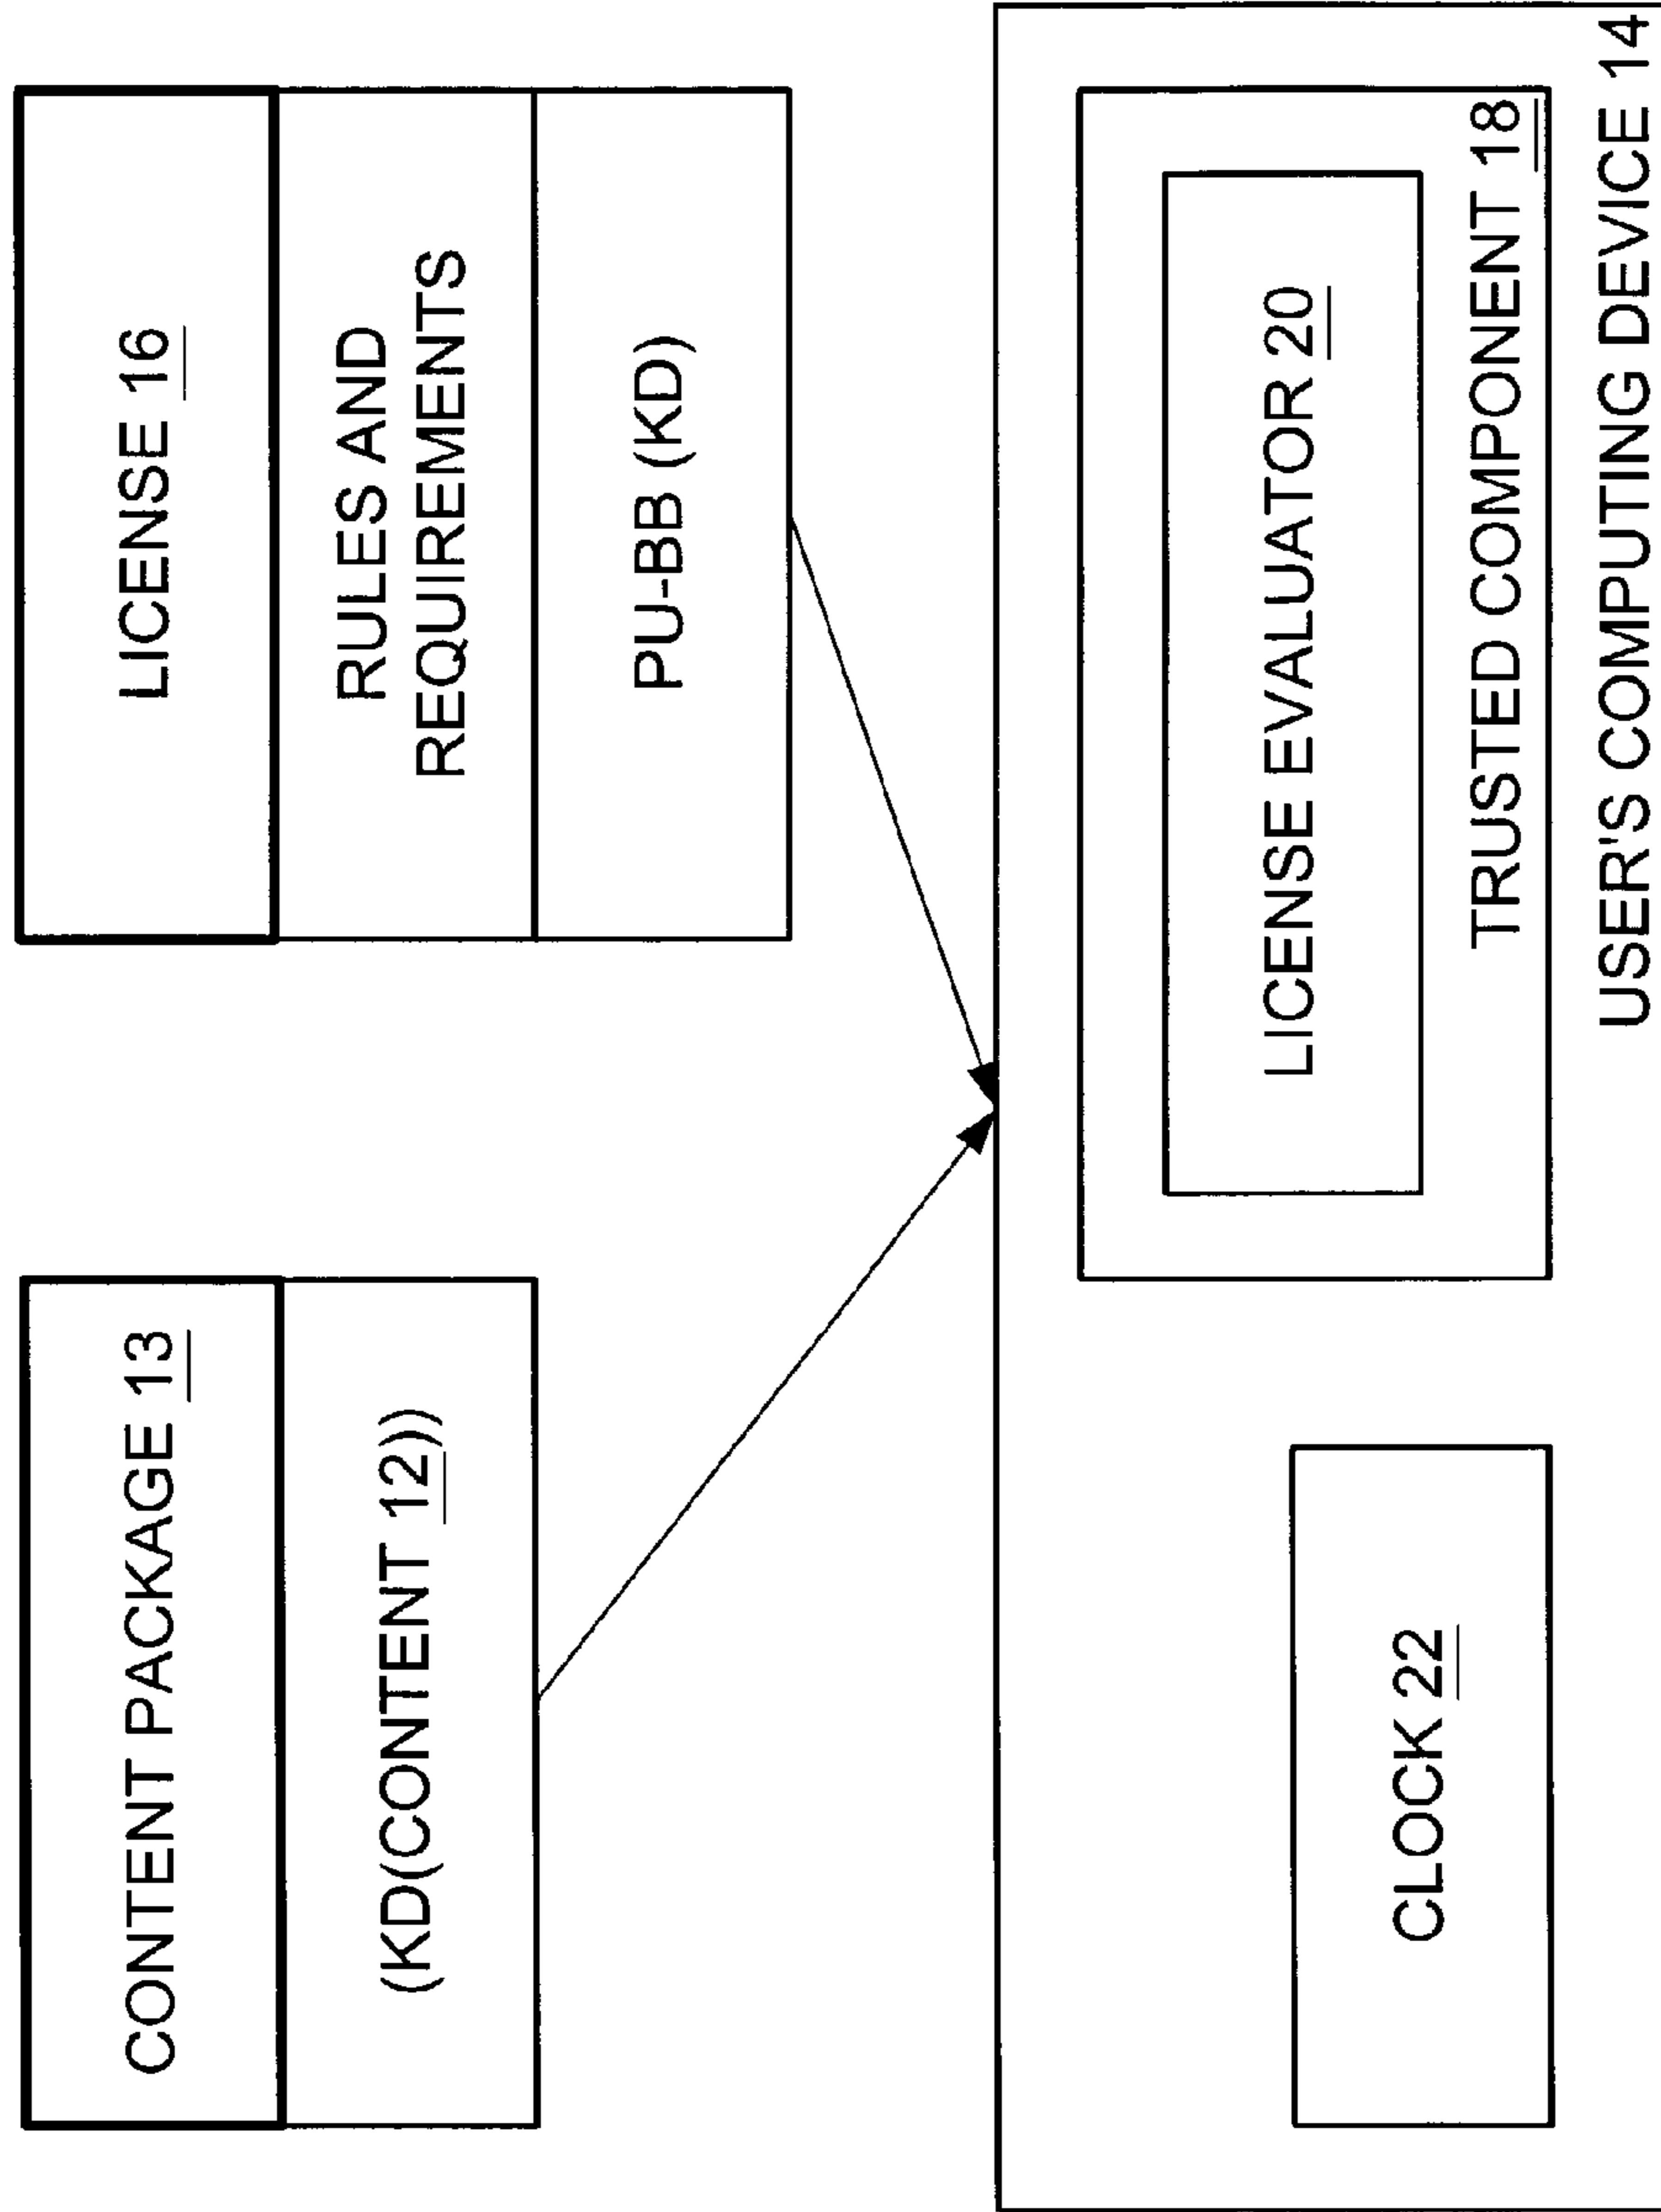 CONTENT PACKAGE 13
(KD(CONTENT 12))
LICENSE 16
RULES AND
REQUIREMENTS
PU-BB (KD)
CLOCK 22
LICENSE EVALUATOR 20
TRUSTED COMPONENT 18
USER'S COMPUTING DEVICE 14